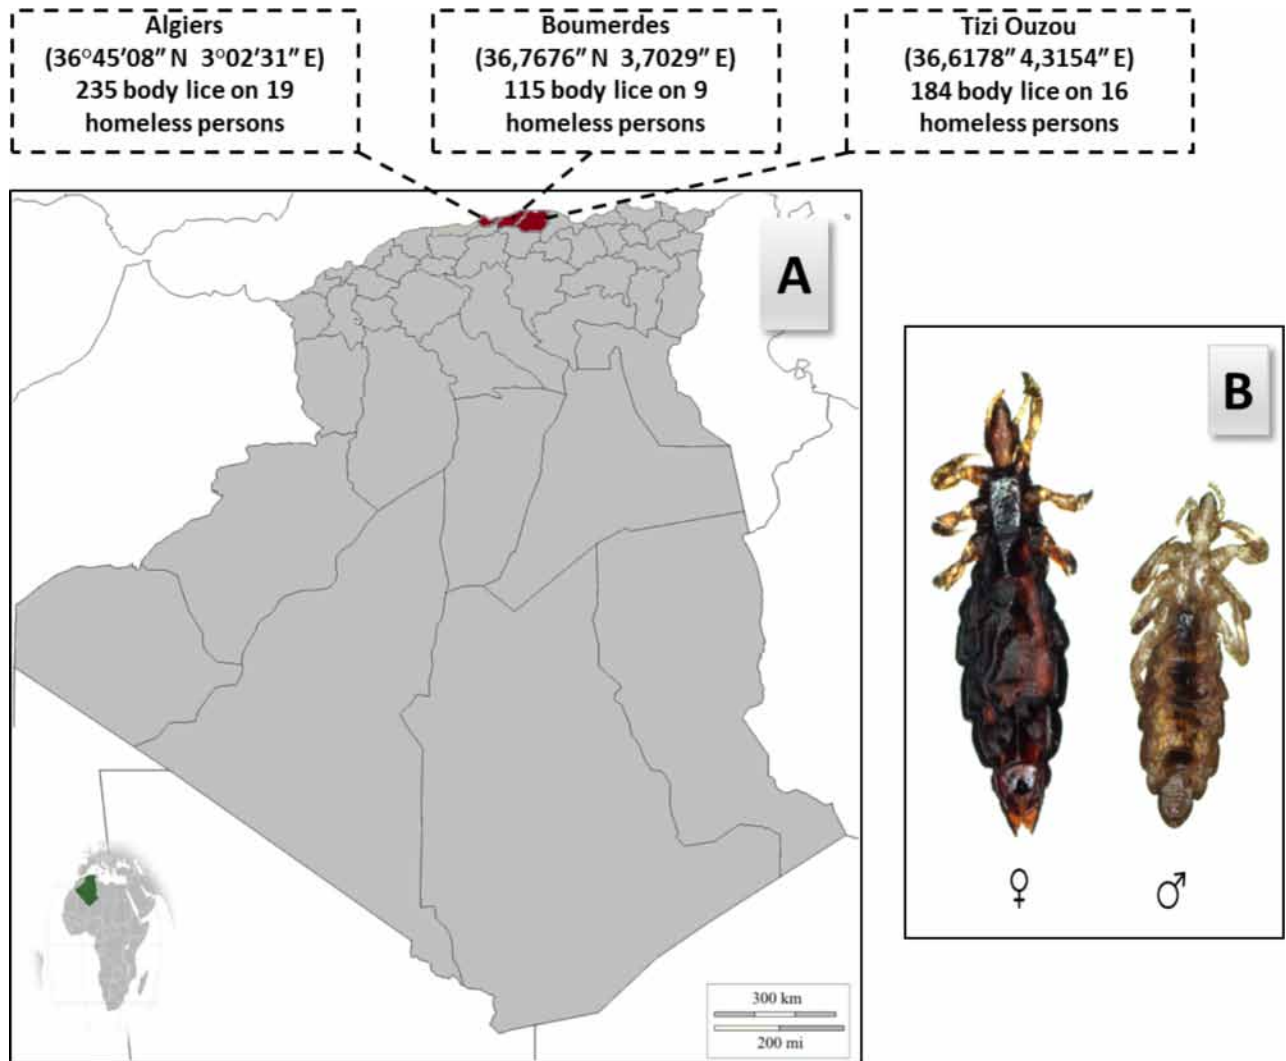 Algiers
(36°45'08" N 3°02'31" E)
235 body lice on 19
homeless persons
Boumerdes
(36,7676" N 3,7029" E)
115 body lice on 9
homeless persons
Tizi Ouzou
(36,6178" 4,3154" E)
184 body lice on 16
homeless persons
A
B
♀ ♂
300 km
200 mi